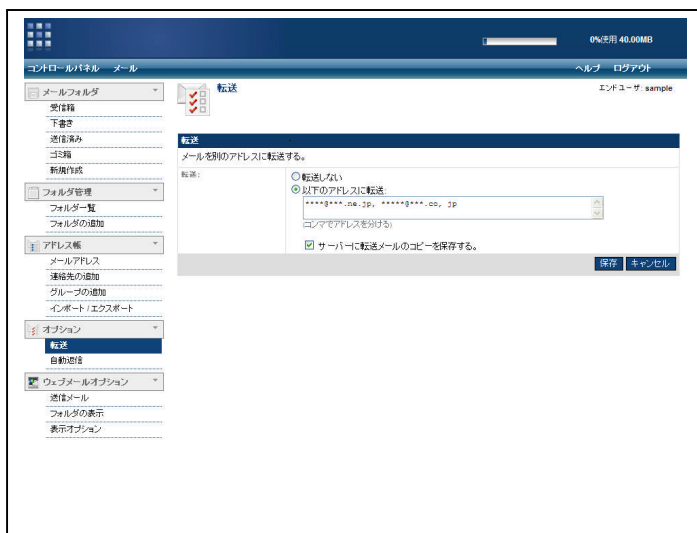 0%使用 40.00MB
コントロールパネル メール
ヘルプ ログアウト
メールフォルダ
受信箱
下書き
送信済み
ゴミ箱
新規作成
フォルダ管理
フォルダ一覧
フォルダの追加
アドレス帳
メールアドレス
連絡先の追加
グループの追加
インポート / エクスポート
オプション
転送
自動返信
ウェブメールオプション
送信メール
フォルダの表示
表示オプション
転送
エンドユーザ: sample
転送
メールを別のアドレスに転送する。
転送:
転送しない
以下のアドレスに転送:
****@***.ne.jp, *****@***.co, jp
(コンマでアドレスを分ける)
サーバーに転送メールのコピーを保存する。
保存 キャンセル